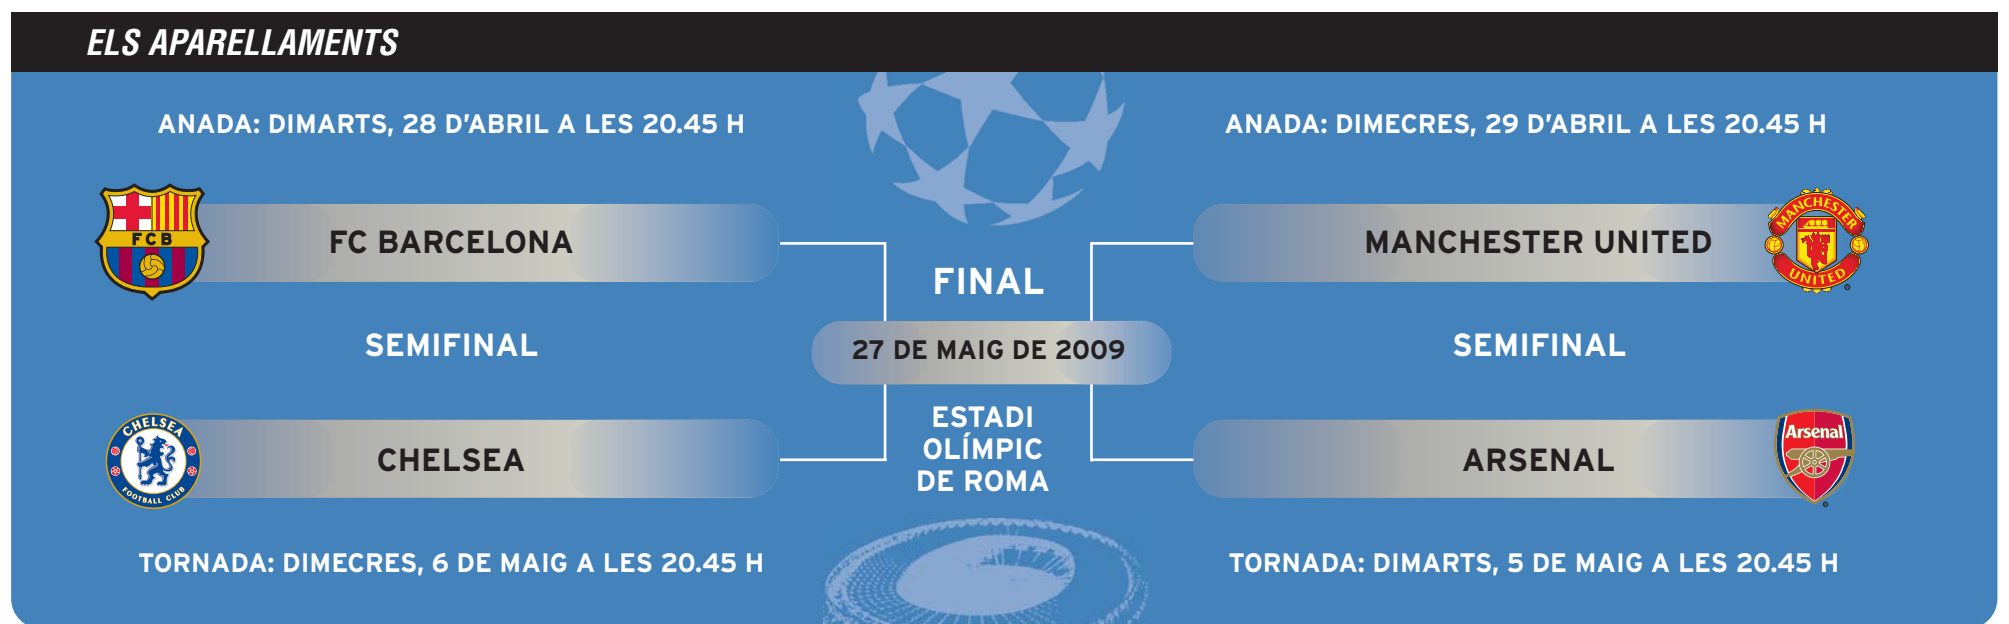 ELS APARELLAMENTS
ANADA: DIMARTS, 28 D'ABRIL A LES 20.45 H
FCB
FC BARCELONA
SEMIFINAL
CHELSEA
FOOTBALL CLUB
CHELSEA
TORNADA: DIMECRES, 6 DE MAIG A LES 20.45 H
FINAL
27 DE MAIG DE 2009
ESTADI
OLÍMPIC
DE ROMA
ANADA: DIMECRES, 29 D'ABRIL A LES 20.45 H
MANCHESTER UNITED
MANCHESTER
UNITED
SEMIFINAL
ARSENAL
Arsenal
TORNADA: DIMARTS, 5 DE MAIG A LES 20.45 H